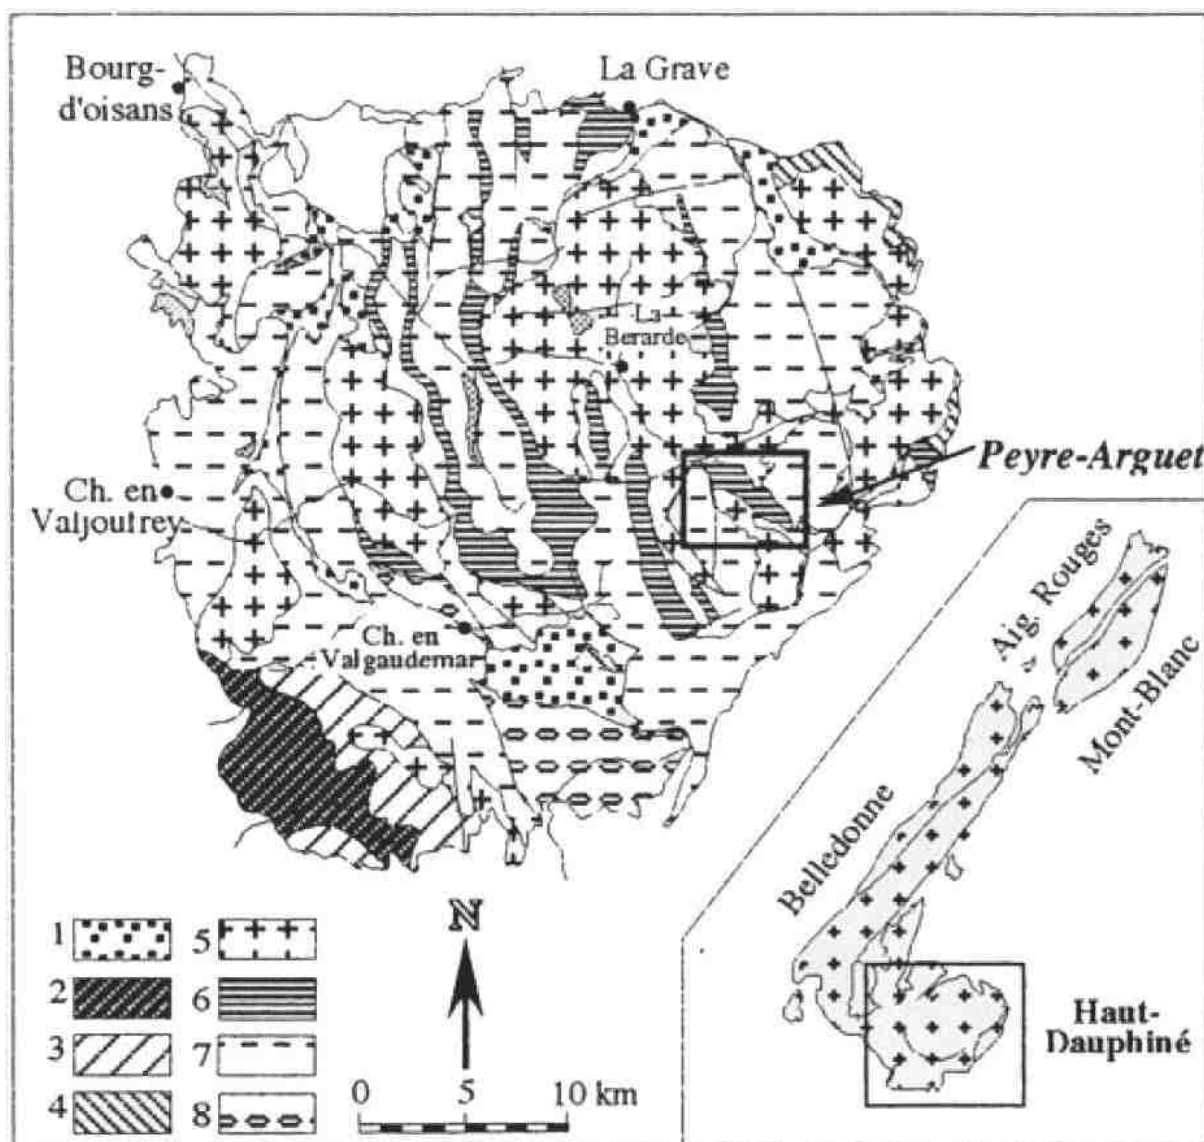 Bourg-
d'oisans
La Grave
La
Berarde
Peyre-Arguet
Ch. en
Valjoufrey
Ch. en
Valgaudemar
Aig. Rouges
Mont-Blanc
Belledonne
Haut-
Dauphiné
N
1 5
2 6
3 7
4 8
0 5 10 km